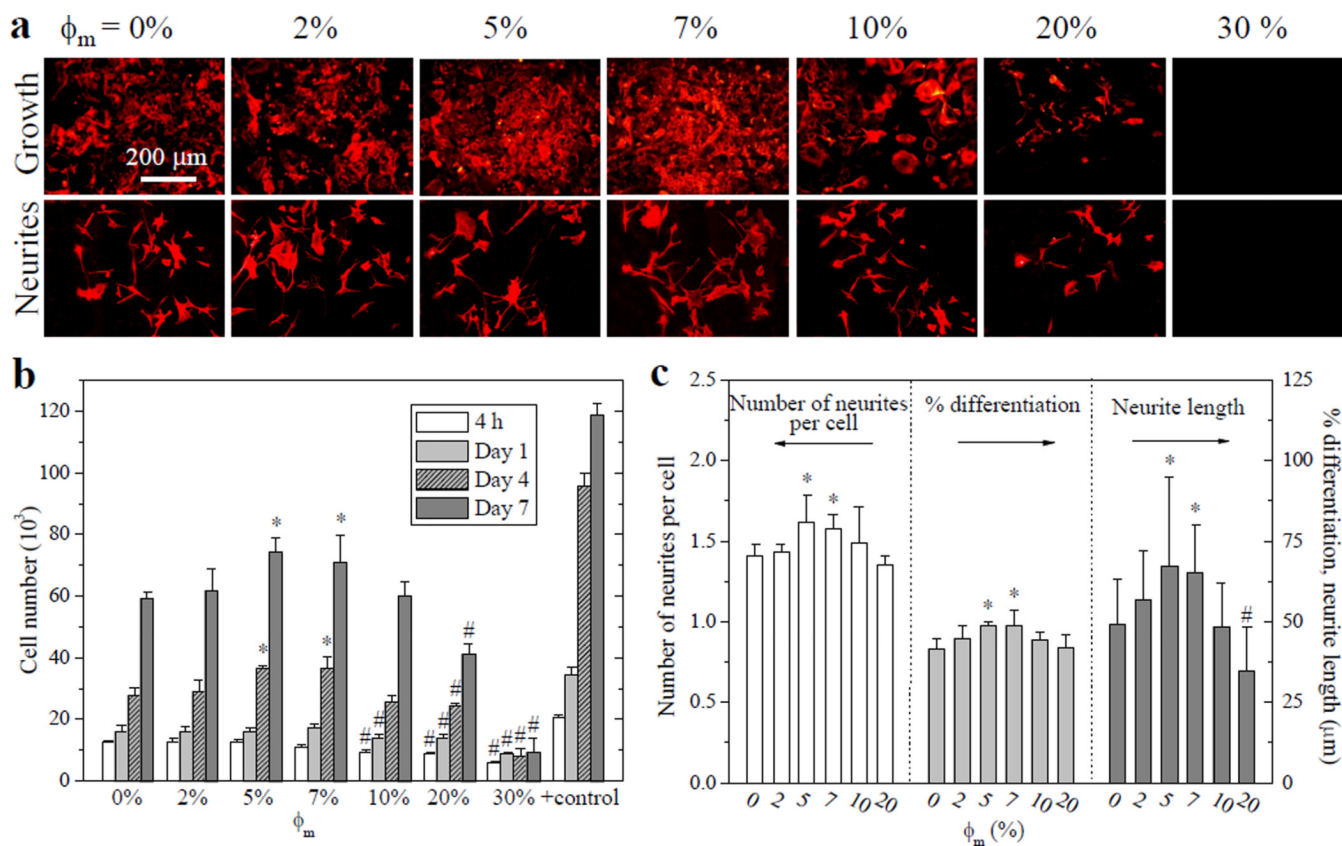 a
ϕm = 0% 2% 5% 7% 10% 20% 30 %
Growth
200 µm
Neurites
b
120
100
80
60
40
20
0
Cell number (10³)
4 h
Day 1
Day 4
Day 7
* *
* *
# # # # # #
# # # #
0% 2% 5% 7% 10% 20% 30% +control
ϕm
c
2.5
2.0
1.5
1.0
0.5
0.0
Number of neurites per cell
Number of neurites
per cell
% differentiation
Neurite length
* *
* *
* *
#
125
100
75
50
25
0
% differentiation, neurite length (µm)
0 2 5 7 10 20 0 2 5 7 10 20 0 2 5 7 10 20
ϕm (%)